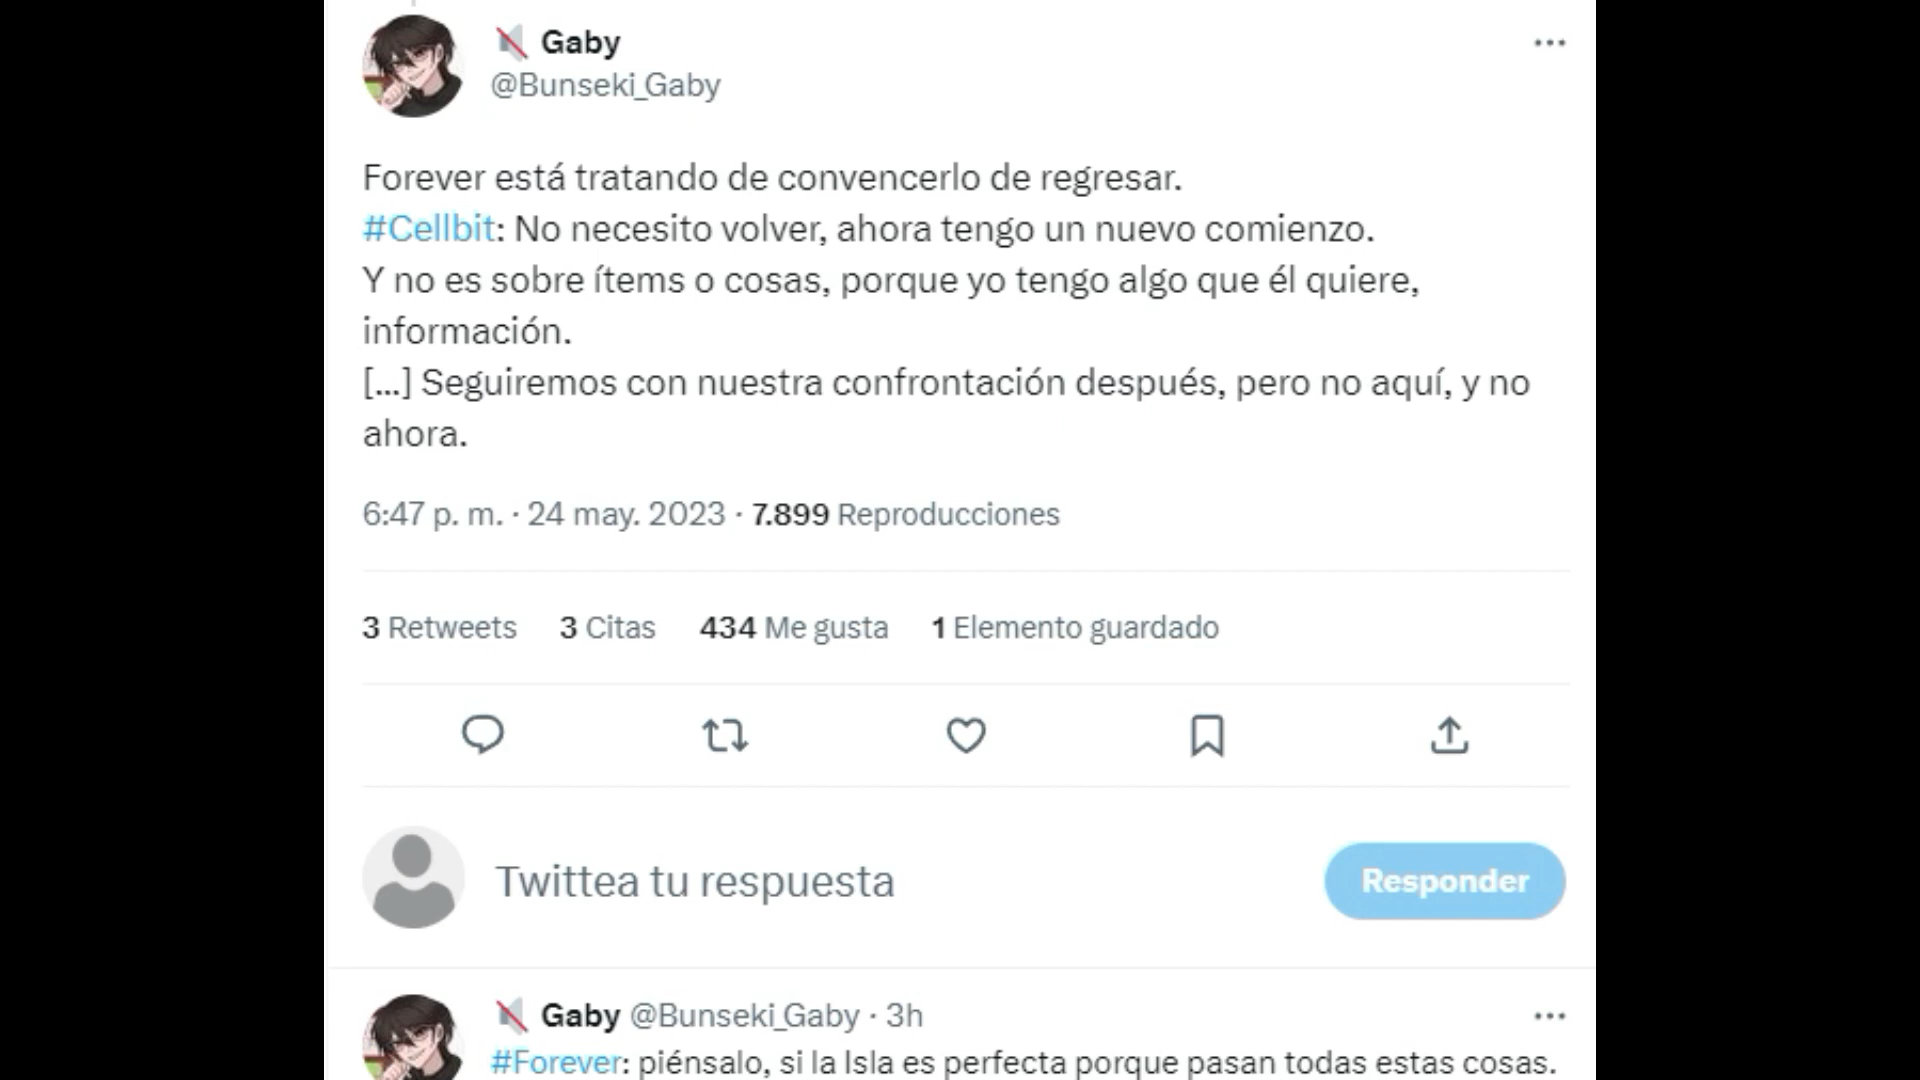 Gaby
@Bunseki_Gaby
Forever está tratando de convencerlo de regresar.
#Cellbit: No necesito volver, ahora tengo un nuevo comienzo.
Y no es sobre ítems o cosas, porque yo tengo algo que él quiere,
información.
[...] Seguiremos con nuestra confrontación después, pero no aquí, y no
ahora.
6:47 p. m. · 24 may. 2023 · 7.899 Reproducciones
3 Retweets 3 Citas 434 Me gusta 1 Elemento guardado
Twittea tu respuesta
Responder
Gaby @Bunseki_Gaby · 3h
#Forever: piénsalo, si la Isla es perfecta porque pasan todas estas cosas.